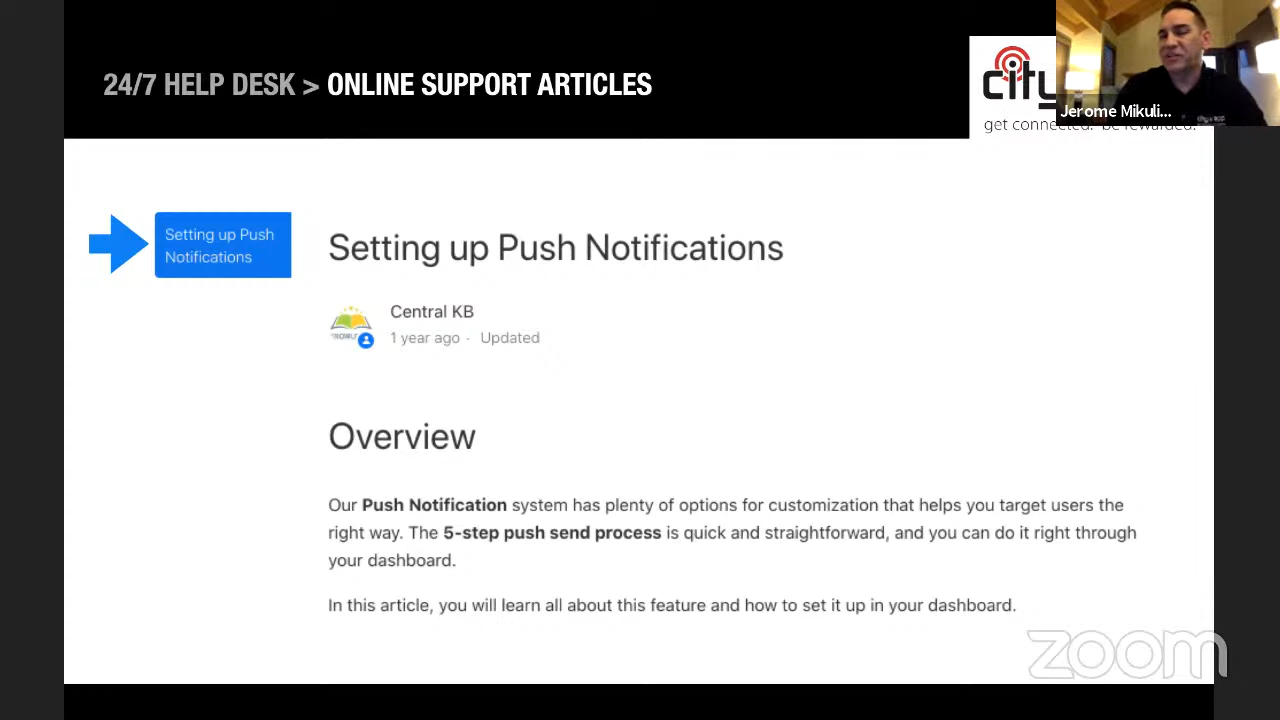 24/7 HELP DESK > ONLINE SUPPORT ARTICLES
city
get connected. be rewarded.
Jerome Mikuli...
Setting up Push
Notifications
Setting up Push Notifications
Central KB
1 year ago · Updated
Overview
Our Push Notification system has plenty of options for customization that helps you target users the
right way. The 5-step push send process is quick and straightforward, and you can do it right through
your dashboard.
In this article, you will learn all about this feature and how to set it up in your dashboard.
zoom